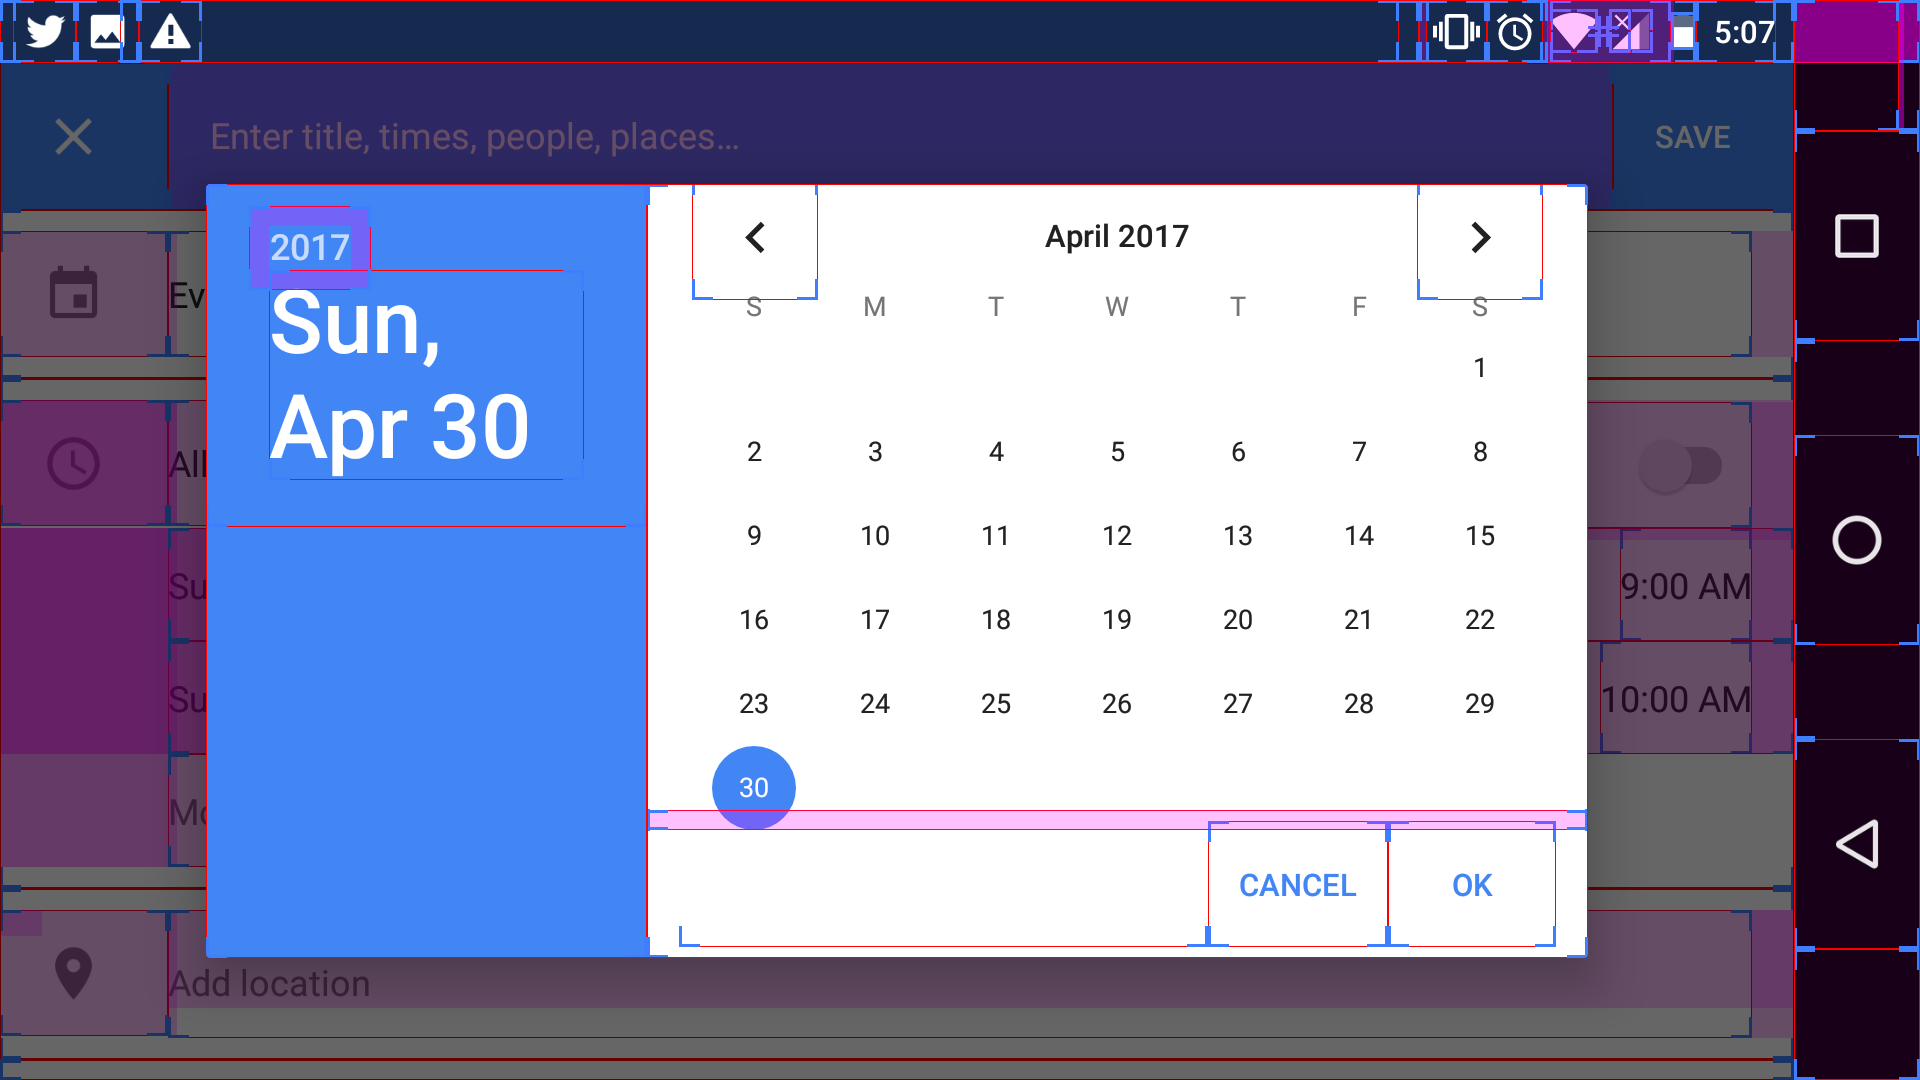 5:07
Enter title, times, people, places...
SAVE
2017
Sun,
Apr 30
April 2017
S M T W T F S
1
2 3 4 5 6 7 8
9 10 11 12 13 14 15
16 17 18 19 20 21 22
23 24 25 26 27 28 29
30
CANCEL OK
Ev
All
Su
9:00 AM
Su
10:00 AM
Mo
Add location